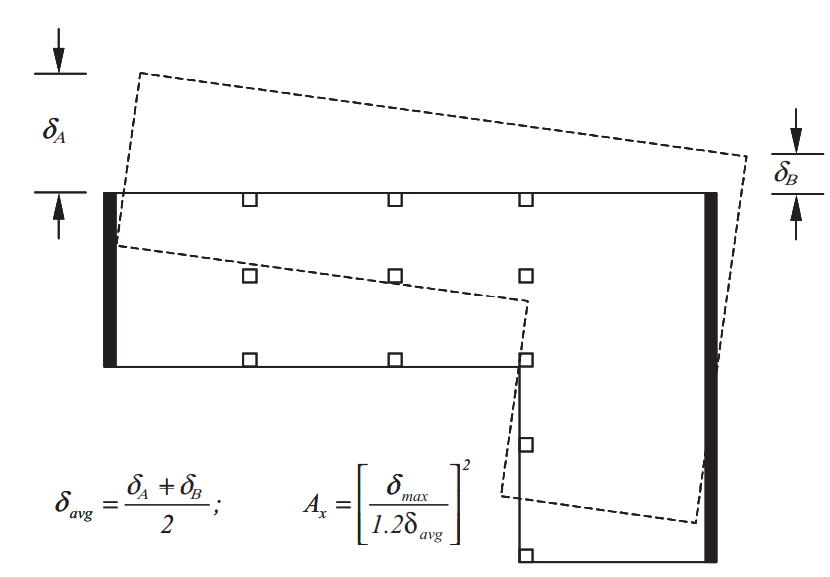 δA
δB
δavg = δA + δB / 2 ;
Ax = [ δmax / 1.2δavg ]2